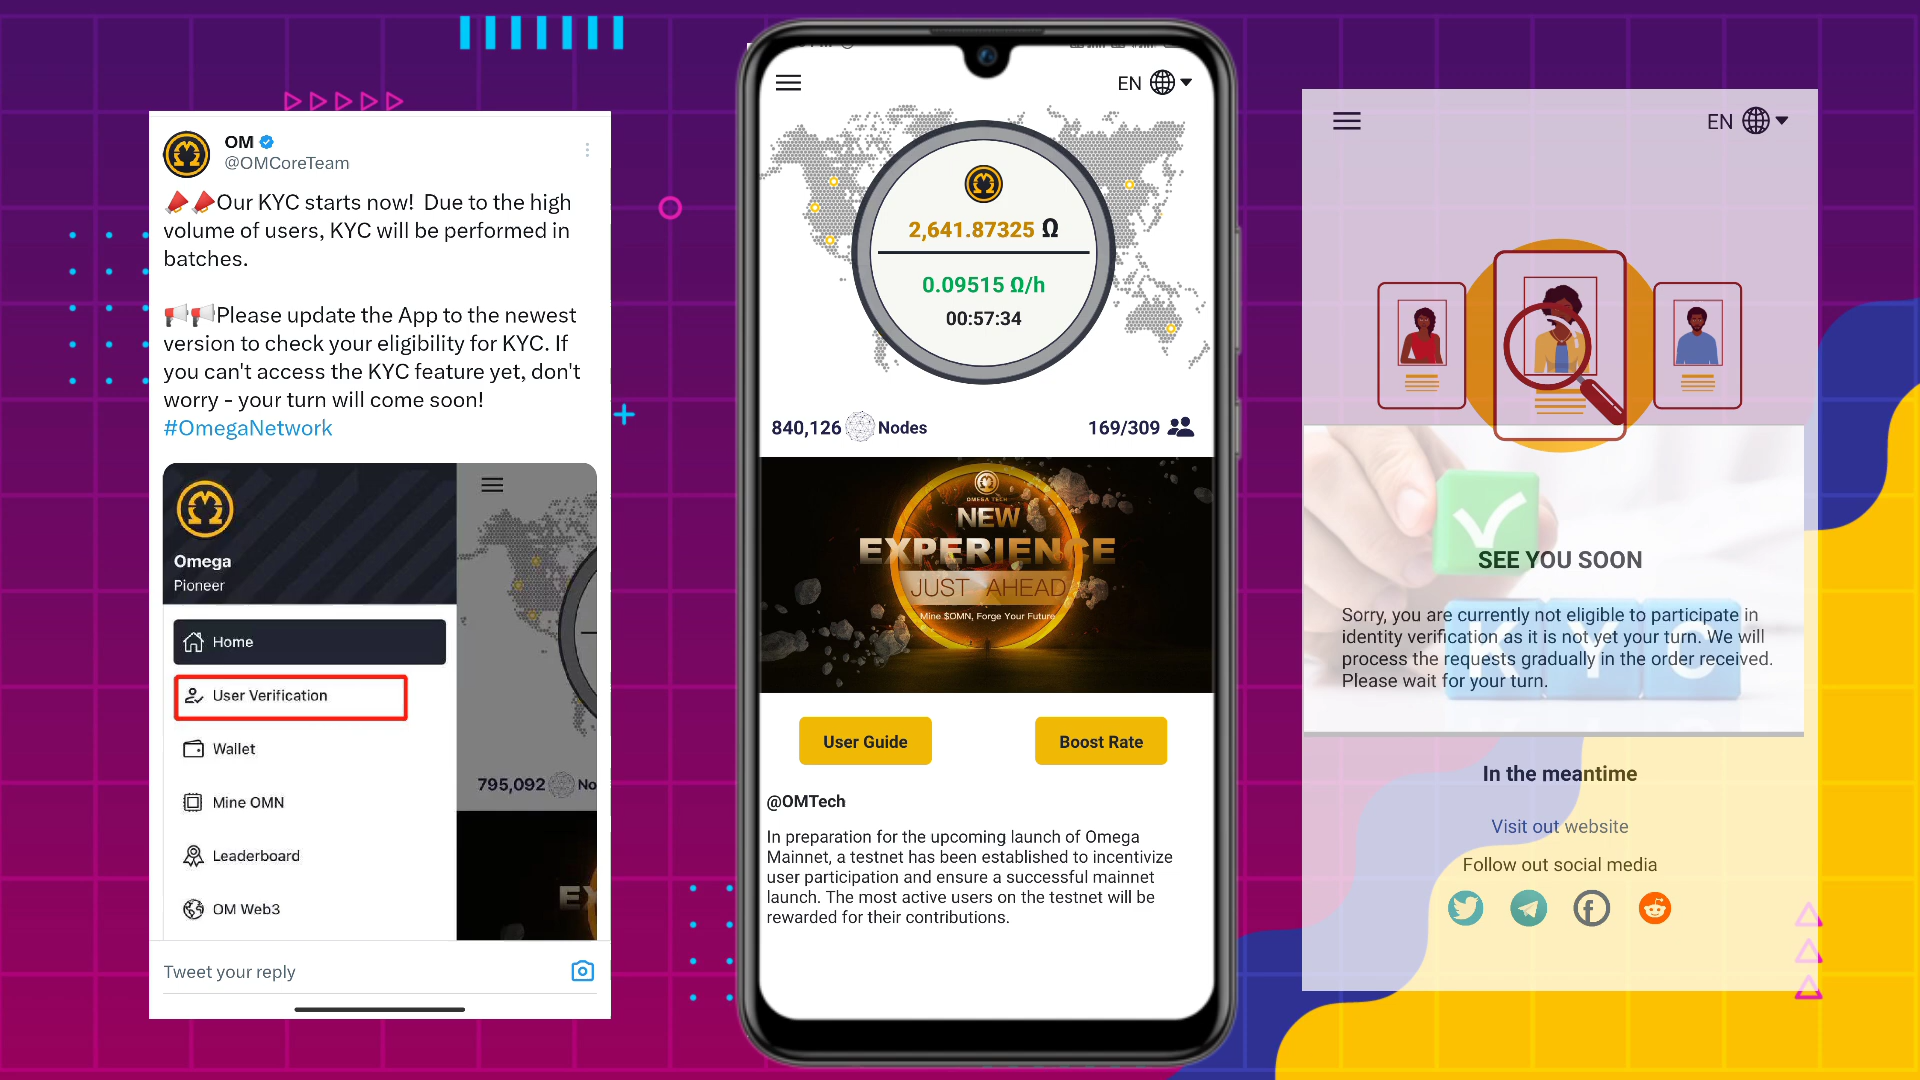 OM
@OMCoreTeam
Our KYC starts now! Due to the high
volume of users, KYC will be performed in
batches.
Please update the App to the newest
version to check your eligibility for KYC. If
you can't access the KYC feature yet, don't
worry - your turn will come soon!
#OmegaNetwork
Omega
Pioneer
Home
User Verification
Wallet
Mine OMN
Leaderboard
OM Web3
795,092 No
EX
Tweet your reply
EN
2,641.87325 Ω
0.09515 Ω/h
00:57:34
840,126 Nodes
169/309
OMEGA TECH
NEW
EXPERIENCE
JUST AHEAD
Mine $OMN, Forge Your Future
User Guide
Boost Rate
@OMTech
In preparation for the upcoming launch of Omega
Mainnet, a testnet has been established to incentivize
user participation and ensure a successful mainnet
launch. The most active users on the testnet will be
rewarded for their contributions.
EN
SEE YOU SOON
Sorry, you are currently not eligible to participate in
identity verification as it is not yet your turn. We will
process the requests gradually in the order received.
Please wait for your turn.
KYC
In the meantime
Visit out website
Follow out social media